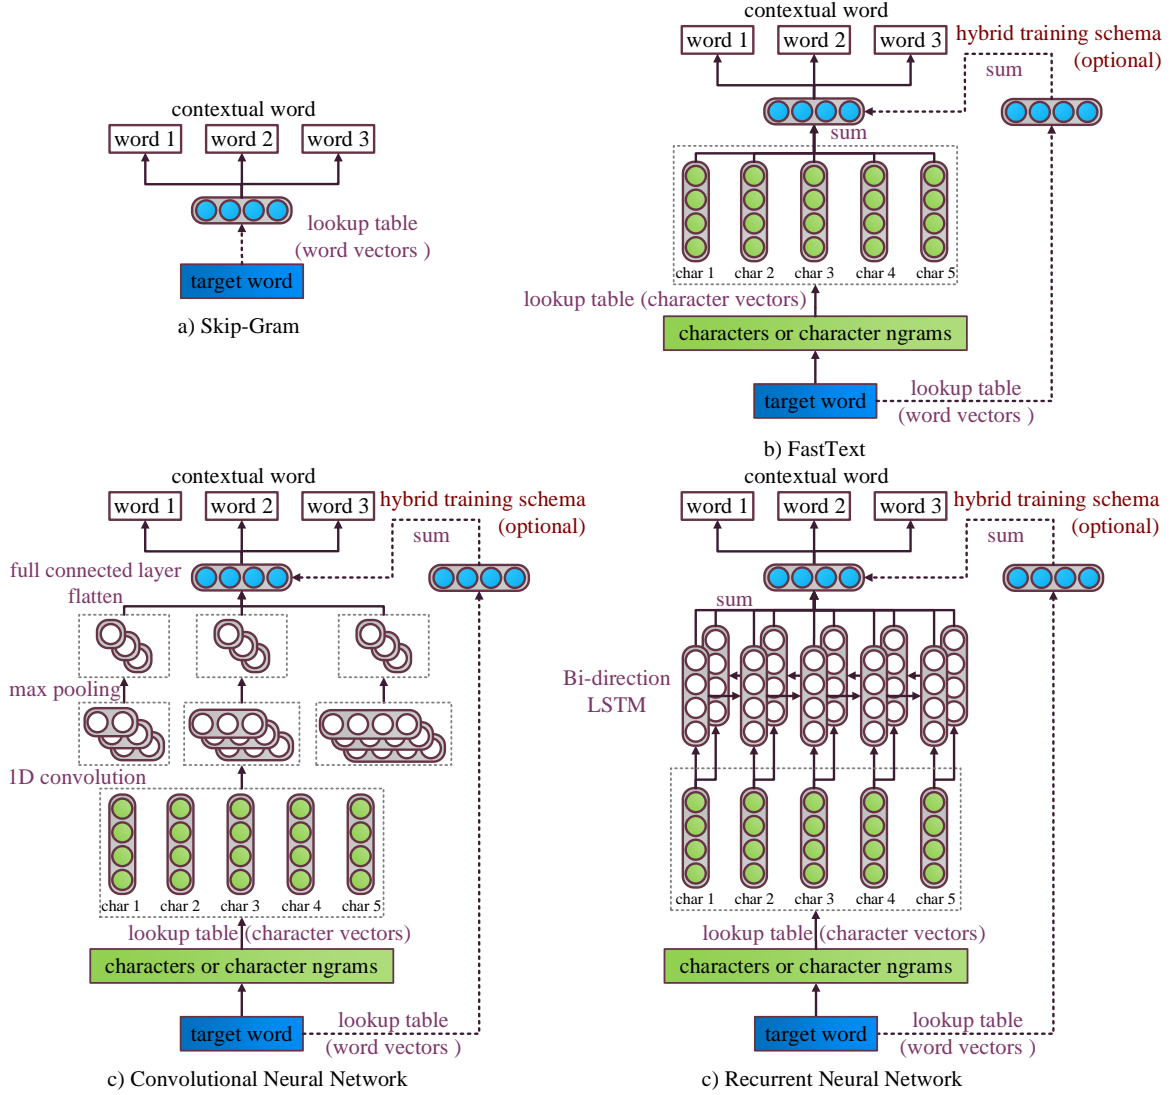 contextual word
word 1 word 2 word 3
lookup table
(word vectors )
target word
a) Skip-Gram
contextual word
word 1 word 2 word 3
hybrid training schema
(optional)
sum
sum
char 1 char 2 char 3 char 4 char 5
lookup table (character vectors)
characters or character ngrams
target word
lookup table
(word vectors )
b) FastText
contextual word
word 1 word 2 word 3
hybrid training schema
(optional)
sum
full connected layer
flatten
max pooling
1D convolution
char 1 char 2 char 3 char 4 char 5
lookup table (character vectors)
characters or character ngrams
target word
lookup table
(word vectors )
c) Convolutional Neural Network
contextual word
word 1 word 2 word 3
hybrid training schema
(optional)
sum
sum
Bi-direction
LSTM
char 1 char 2 char 3 char 4 char 5
lookup table (character vectors)
characters or character ngrams
target word
lookup table
(word vectors )
c) Recurrent Neural Network